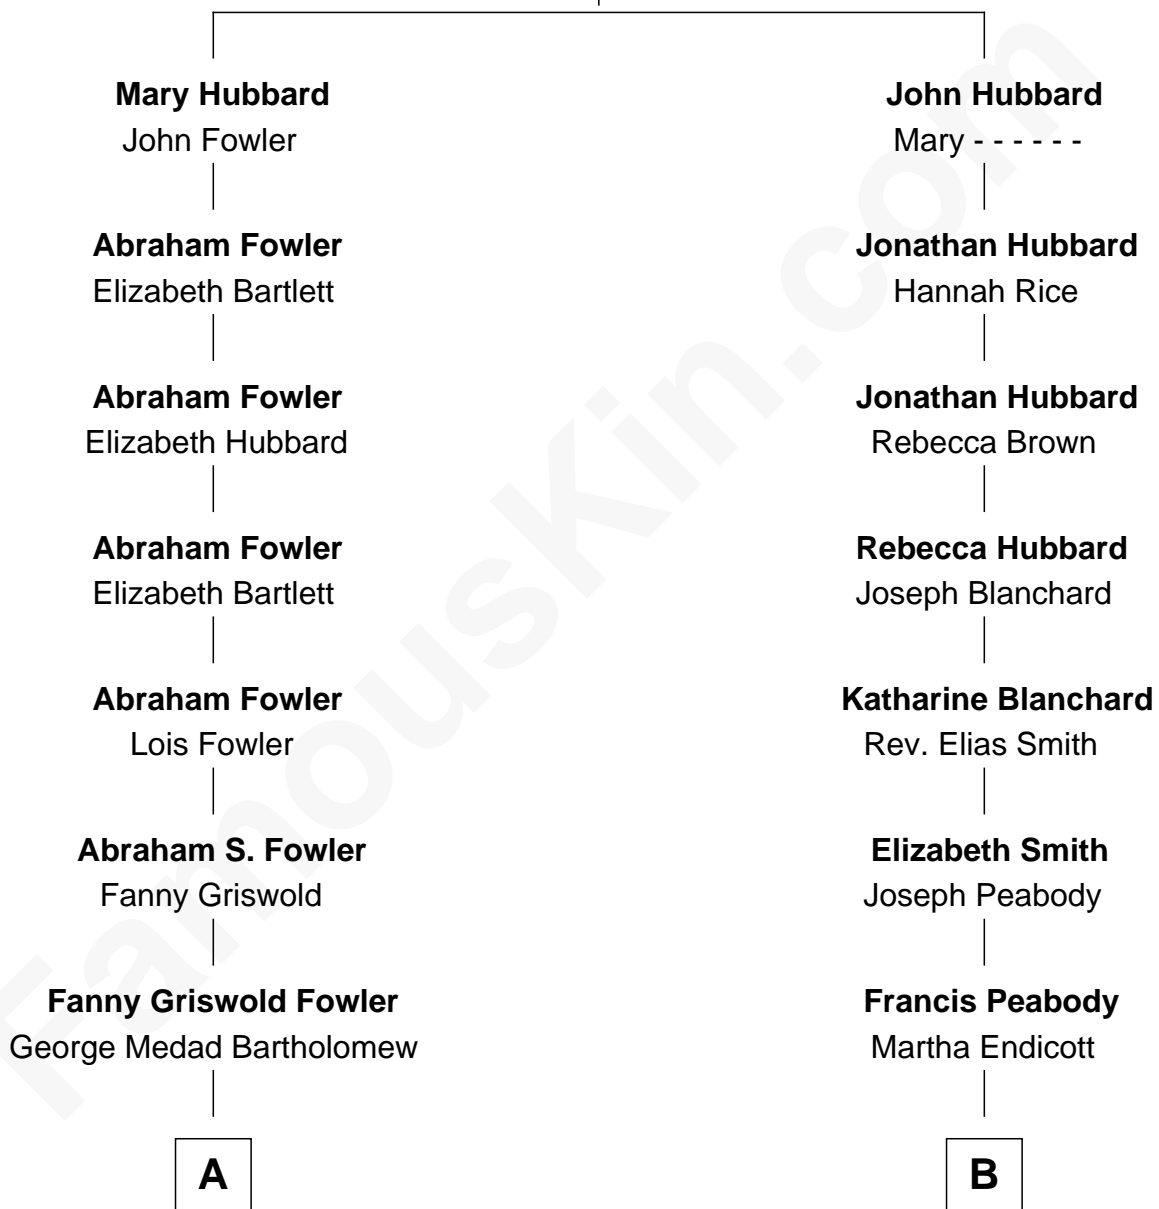 Mary Hubbard
John Fowler
Abraham Fowler
Elizabeth Bartlett
Abraham Fowler
Elizabeth Hubbard
Abraham Fowler
Elizabeth Bartlett
Abraham Fowler
Lois Fowler
Abraham S. Fowler
Fanny Griswold
Fanny Griswold Fowler
George Medad Bartholomew
A
John Hubbard
Mary - - - - - -
Jonathan Hubbard
Hannah Rice
Jonathan Hubbard
Rebecca Brown
Rebecca Hubbard
Joseph Blanchard
Katharine Blanchard
Rev. Elias Smith
Elizabeth Smith
Joseph Peabody
Francis Peabody
Martha Endicott
B
FamousKin.com